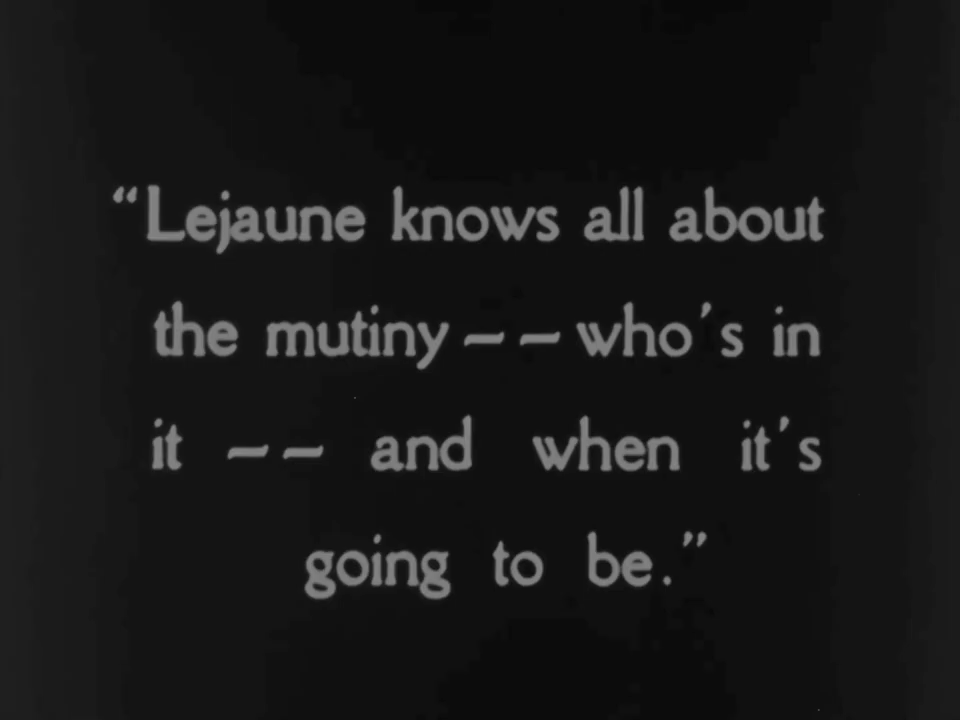 “Lejaune knows all about
the mutiny — — who's in
it — — and when it's
going to be.”